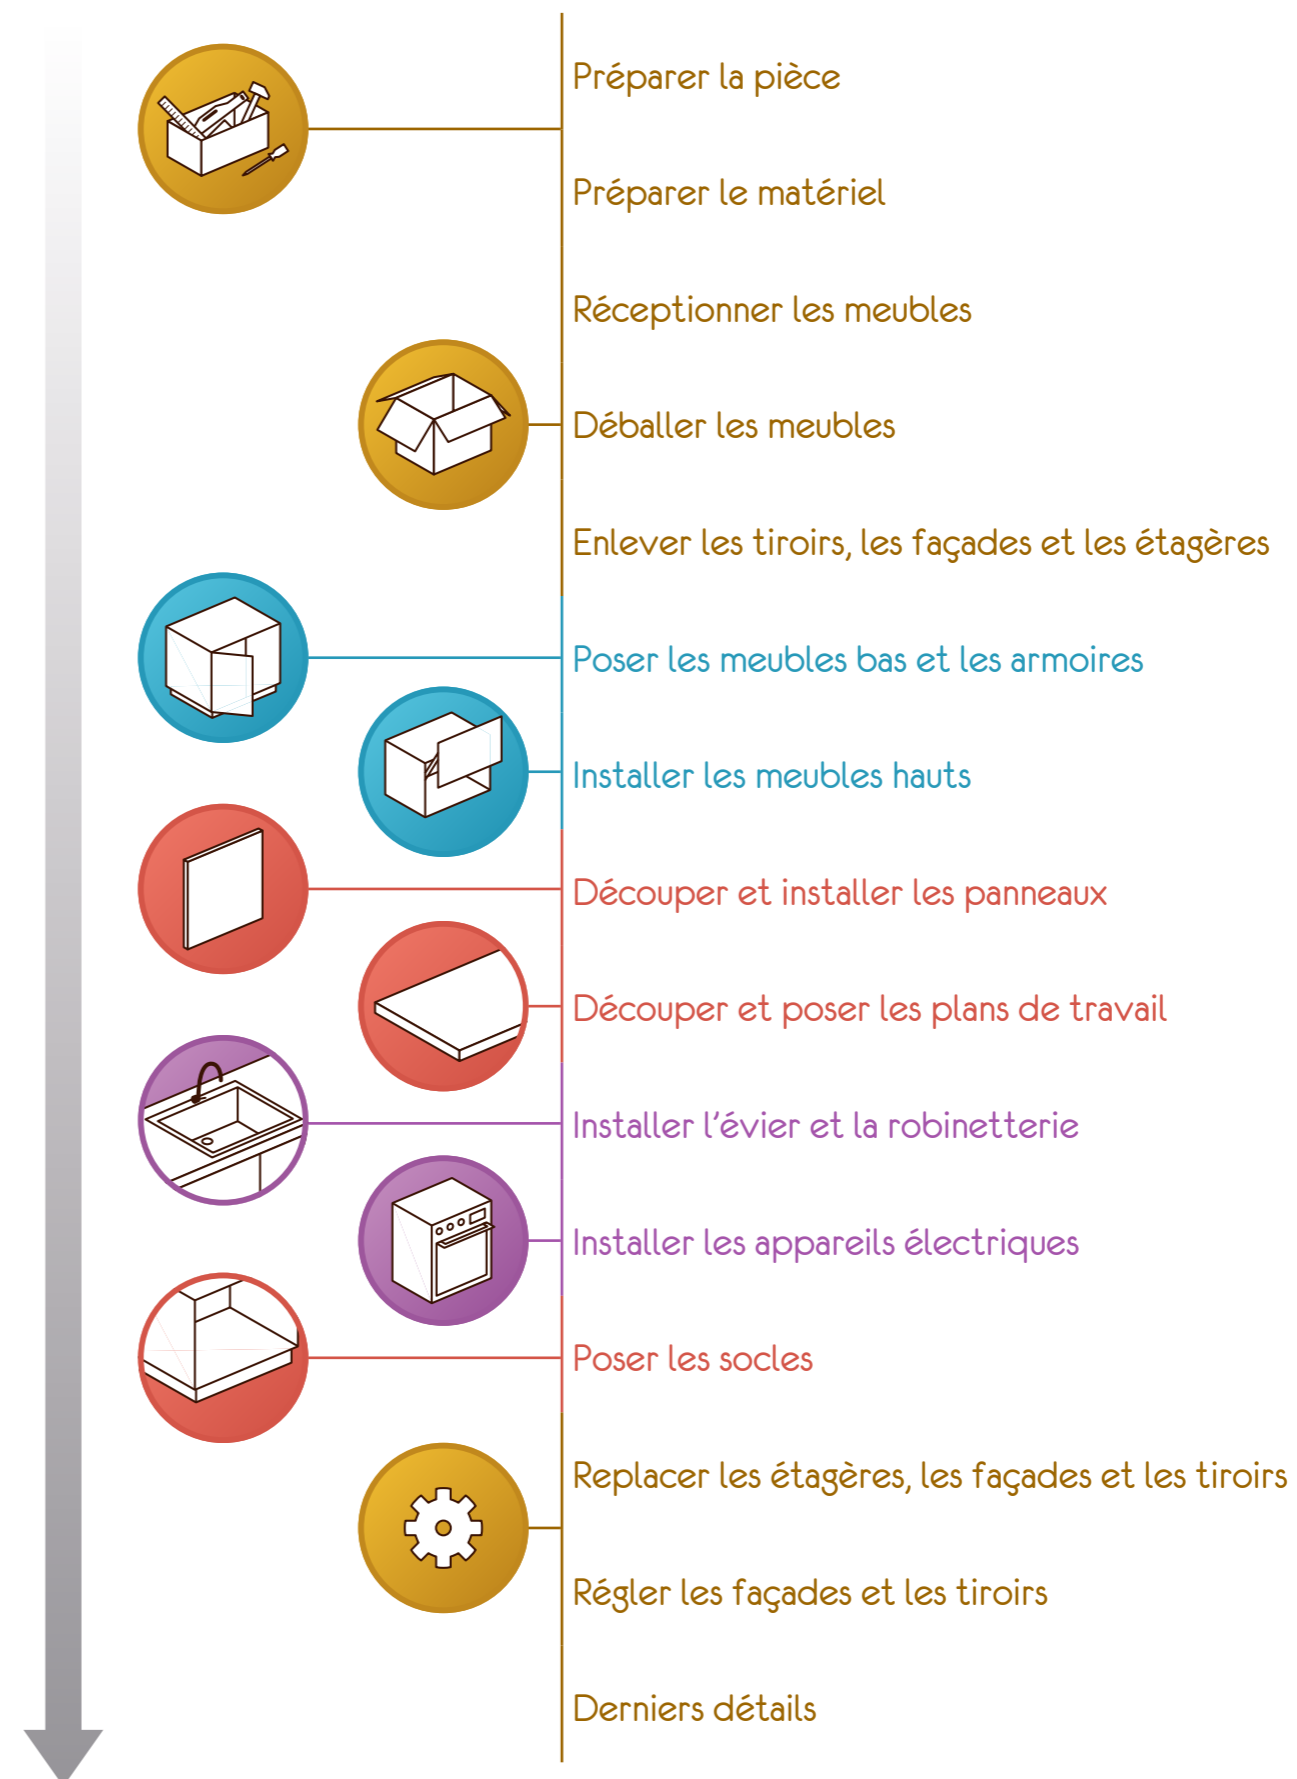 Préparer la pièce
Préparer le matériel
Réceptionner les meubles
Déballer les meubles
Enlever les tiroirs, les façades et les étagères
Poser les meubles bas et les armoires
Installer les meubles hauts
Découper et installer les panneaux
Découper et poser les plans de travail
Installer l'évier et la robinetterie
Installer les appareils électriques
Poser les socles
Replacer les étagères, les façades et les tiroirs
Régler les façades et les tiroirs
Derniers détails